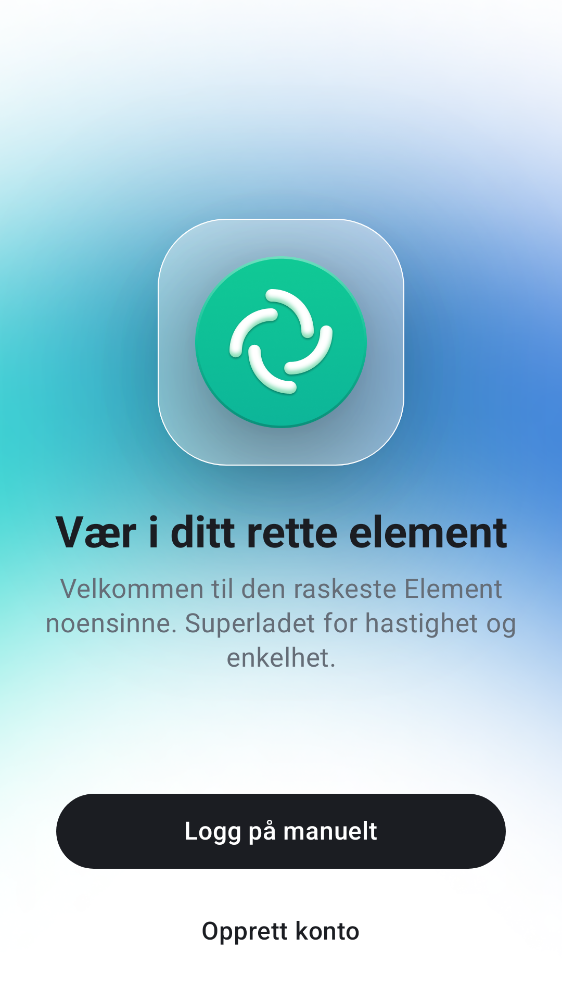 Vær i ditt rette element
Velkommen til den raskeste Element
noensinne. Superladet for hastighet og
enkelhet.
Logg på manuelt
Opprett konto